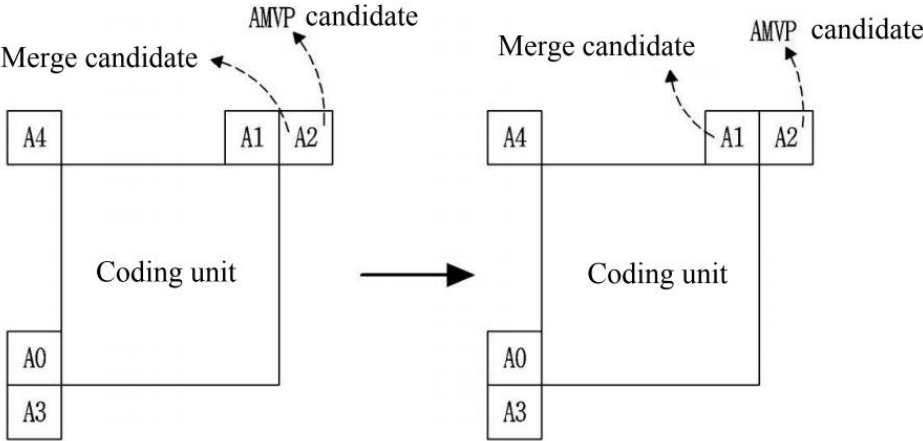 AMVP candidate
Merge candidate
A4
A1
A2
Coding unit
A0
A3
Merge candidate
AMVP candidate
A4
A1
A2
Coding unit
A0
A3